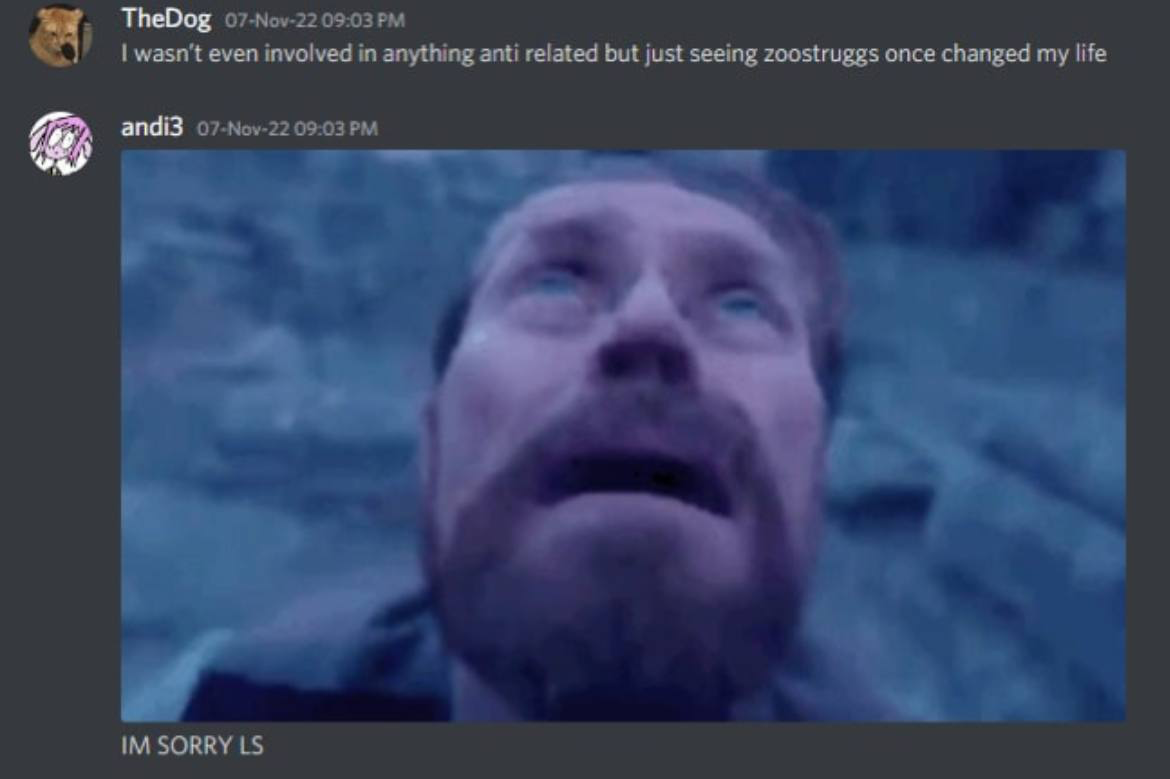 TheDog 07-Nov-22 09:03 PM
I wasn't even involved in anything anti related but just seeing zoostruggs once changed my life
andi3 07-Nov-22 09:03 PM
IM SORRY LS